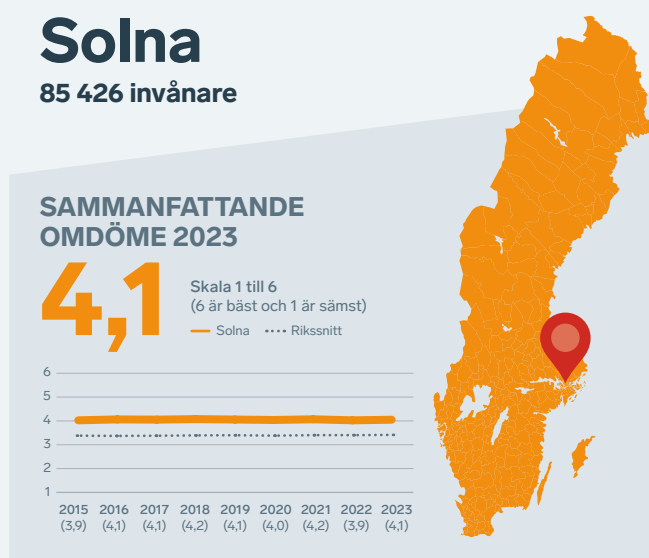 Solna
85 426 invånare
SAMMANFATTANDE
OMDÖME 2023
4,1
Skala 1 till 6
(6 är bäst och 1 är sämst)
Solna Rikssnitt
6
5
4
3
2
1
2015 2016 2017 2018 2019 2020 2021 2022 2023
(3,9) (4,1) (4,1) (4,2) (4,1) (4,0) (4,2) (3,9) (4,1)